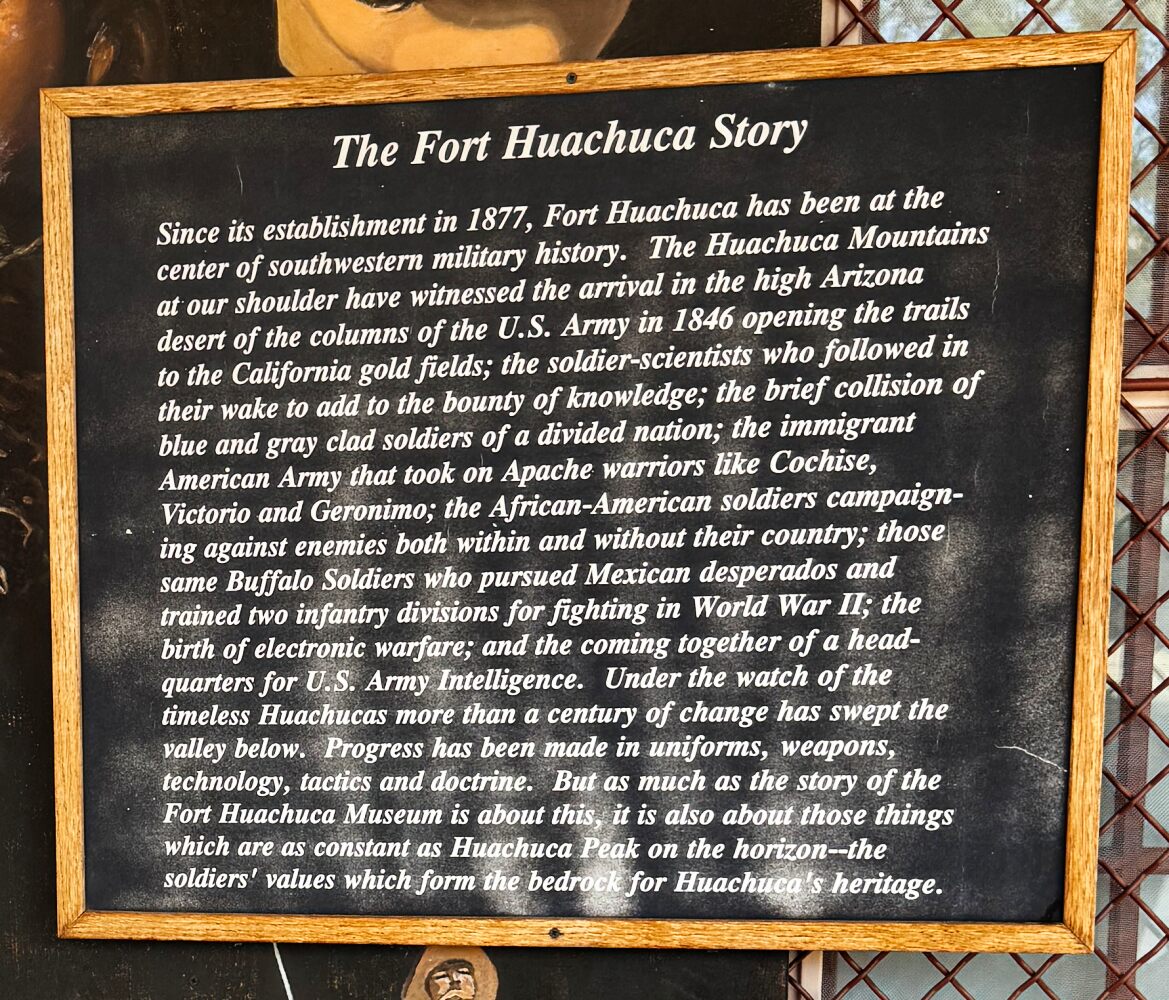 The Fort Huachuca Story
Since its establishment in 1877, Fort Huachuca has been at the
center of southwestern military history.  The Huachuca Mountains
at our shoulder have witnessed the arrival in the high Arizona
desert of the columns of the U.S. Army in 1846 opening the trails
to the California gold fields; the soldier-scientists who followed in
their wake to add to the bounty of knowledge; the brief collision of
blue and gray clad soldiers of a divided nation; the immigrant
American Army that took on Apache warriors like Cochise,
Victorio and Geronimo; the African-American soldiers campaign-
ing against enemies both within and without their country; those
same Buffalo Soldiers who pursued Mexican desperados and
trained two infantry divisions for fighting in World War II; the
birth of electronic warfare; and the coming together of a head-
quarters for U.S. Army Intelligence.  Under the watch of the
timeless Huachucas more than a century of change has swept the
valley below.  Progress has been made in uniforms, weapons,
technology, tactics and doctrine.  But as much as the story of the
Fort Huachuca Museum is about this, it is also about those things
which are as constant as Huachuca Peak on the horizon--the
soldiers' values which form the bedrock for Huachuca's heritage.